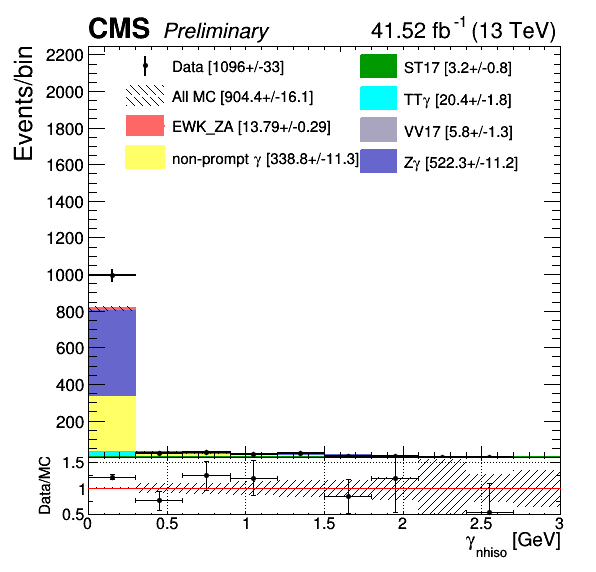 CMS Preliminary 41.52 fb⁻¹ (13 TeV)
Events/bin
2200
2000
1800
1600
1400
1200
1000
800
600
400
200
Data [1096+/-33]
All MC [904.4+/-16.1]
EWK_ZA [13.79+/-0.29]
non-prompt γ [338.8+/-11.3]
ST17 [3.2+/-0.8]
TTγ [20.4+/-1.8]
VV17 [5.8+/-1.3]
Zγ [522.3+/-11.2]
Data/MC
1.5
1
0.5
0 0.5 1 1.5 2 2.5 3
γnhiso [GeV]